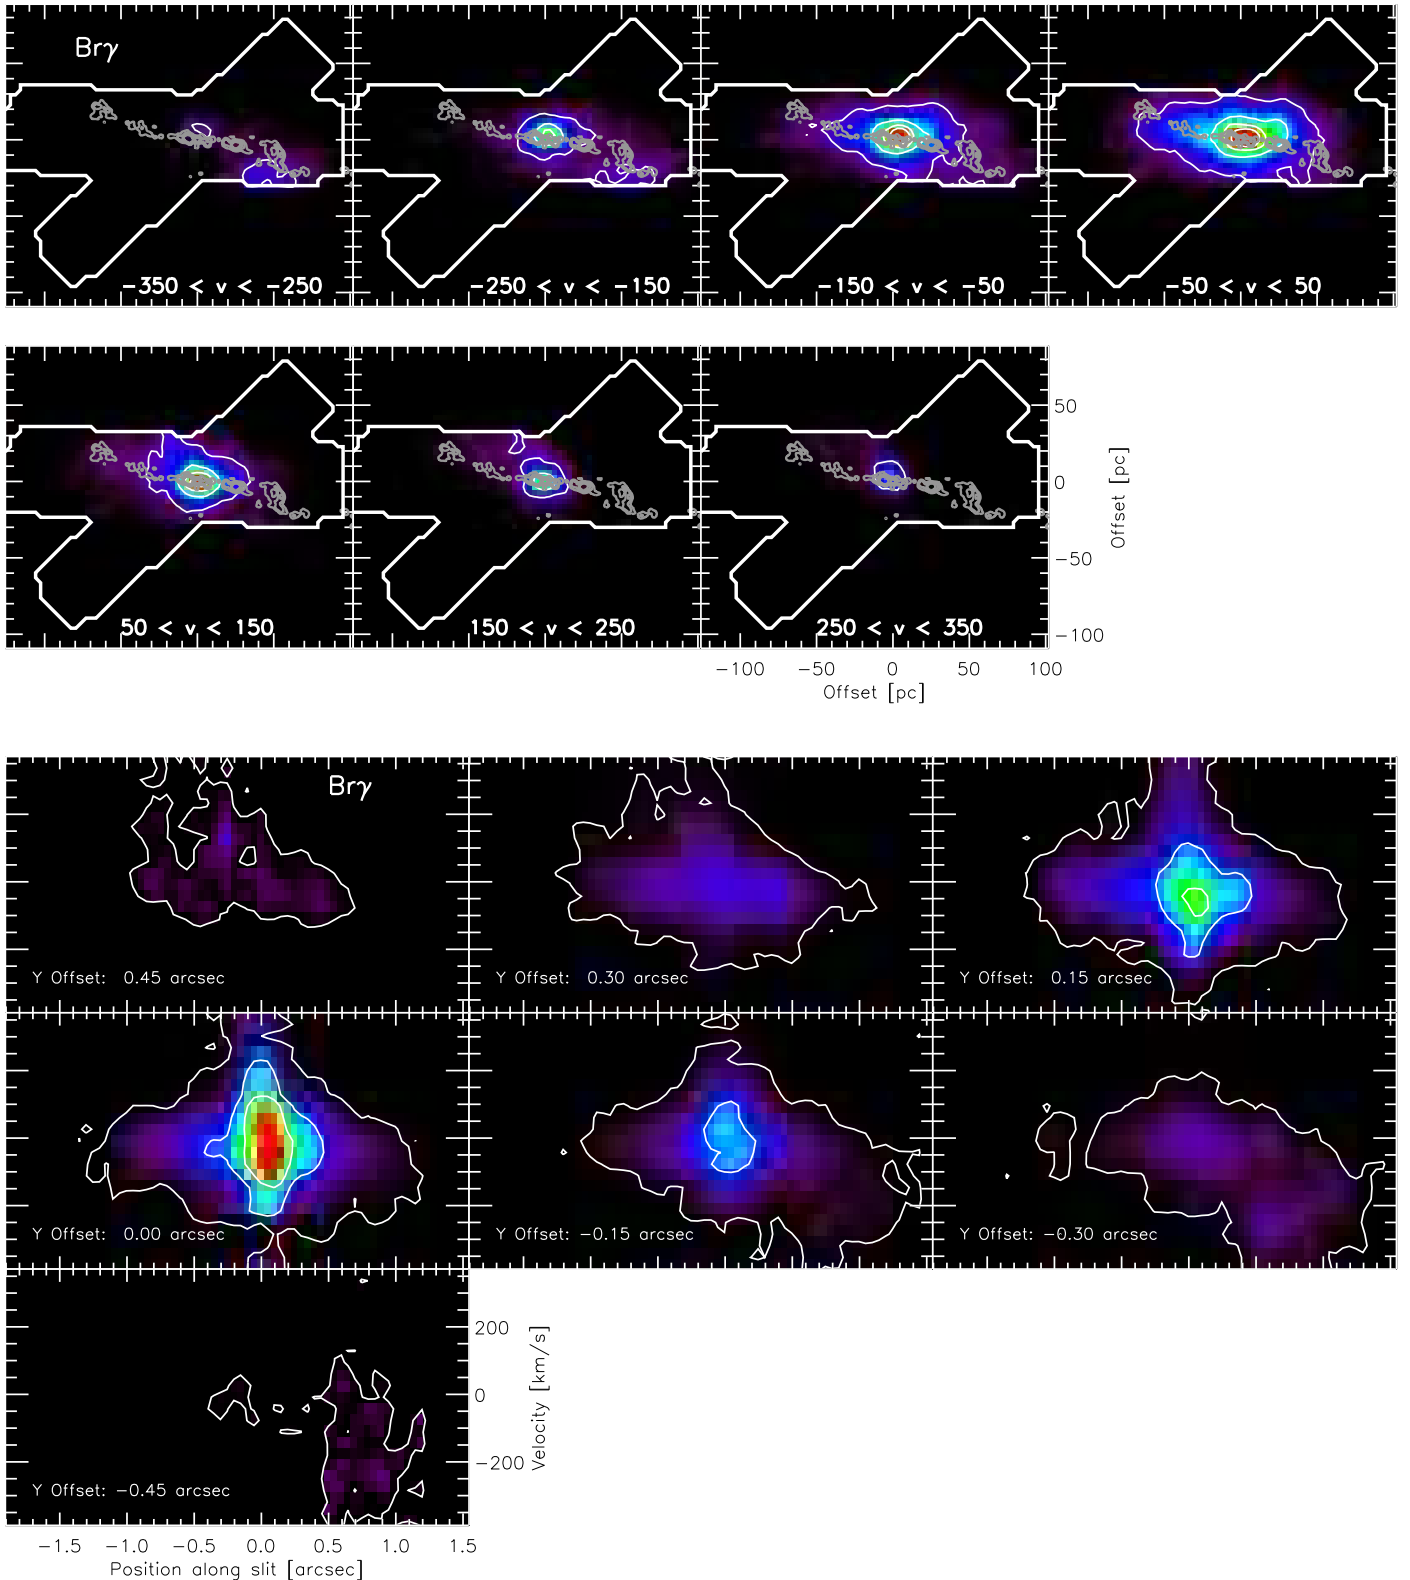 Brγ
−350 < v < −250
−250 < v < −150
−150 < v < −50
−50 < v < 50
50 < v < 150
150 < v < 250
250 < v < 350
50
0
−50
−100
Offset [pc]
−100 −50 0 50 100
Offset [pc]
Brγ
Y Offset: 0.45 arcsec
Y Offset: 0.30 arcsec
Y Offset: 0.15 arcsec
Y Offset: 0.00 arcsec
Y Offset: −0.15 arcsec
Y Offset: −0.30 arcsec
Y Offset: −0.45 arcsec
200
0
−200
Velocity [km/s]
−1.5 −1.0 −0.5 0.0 0.5 1.0 1.5
Position along slit [arcsec]